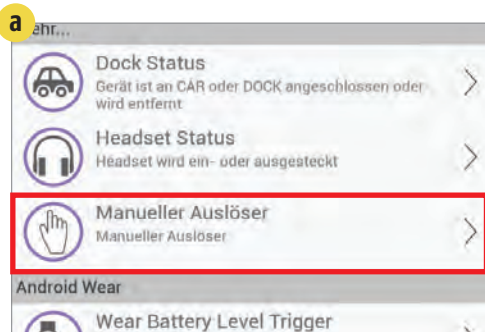 a
ehr...
Dock Status
Gerät ist an CAR oder DOCK angeschlossen oder
wird entfernt
Headset Status
Headset wird ein- oder ausgesteckt
Manueller Auslöser
Manueller Auslöser
Android Wear
Wear Battery Level Trigger